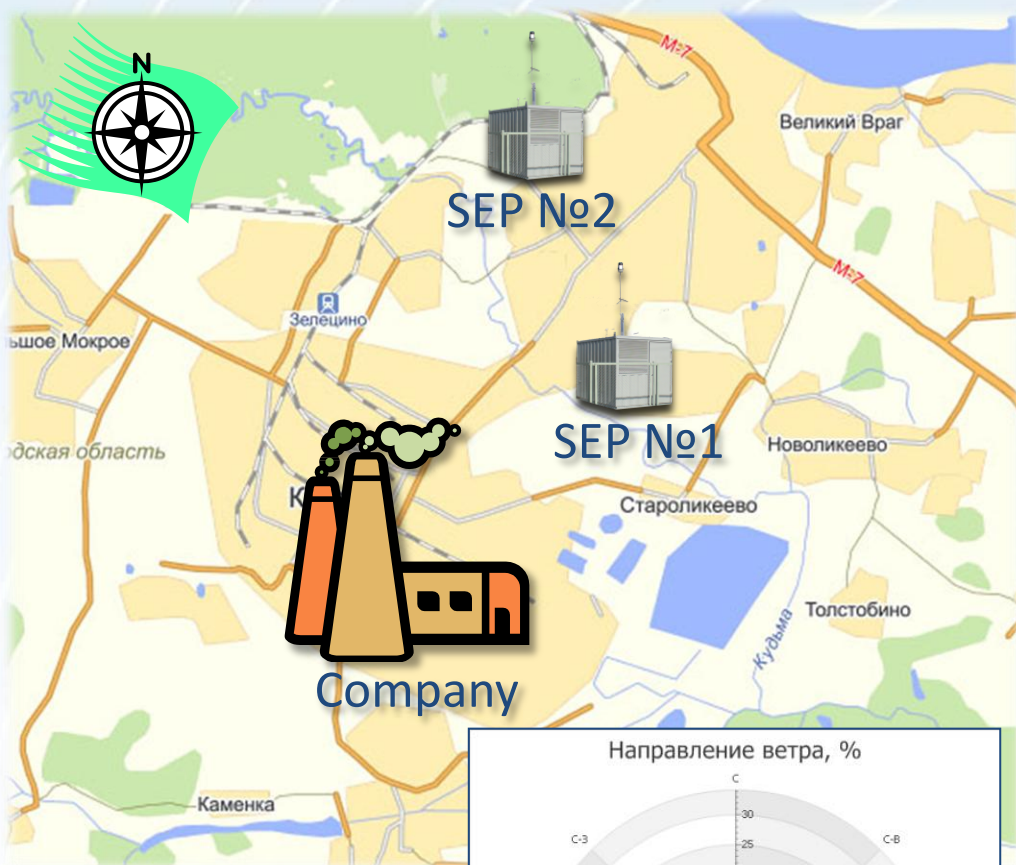 N
М-7
Великий Враг
SEP №2
М-7
Зелецино
ьшое Мокрое
SEP №1
одская область
Новоликеево
К
Староликеево
Толстобино
Кудьма
Company
Направление ветра, %
С
Каменка
30
С-З
С-В
25